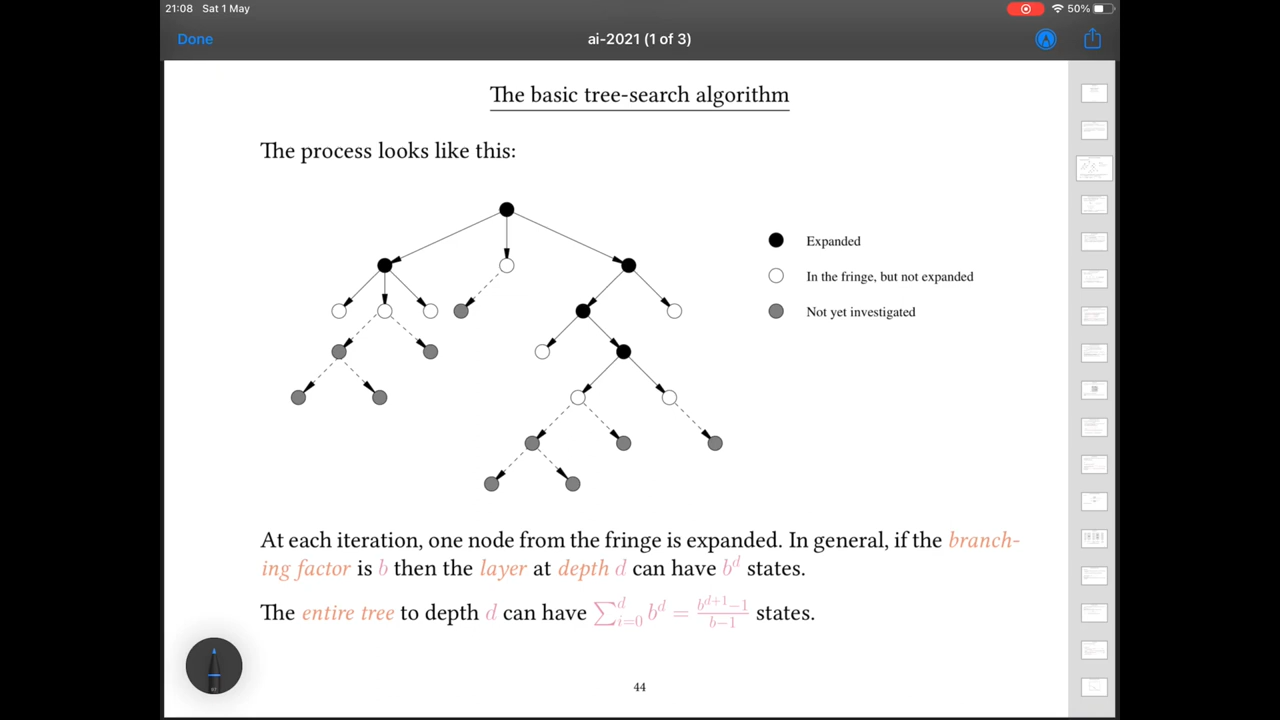 21:08 Sat 1 May
50%
Done
ai-2021 (1 of 3)
The basic tree-search algorithm
The process looks like this:
Expanded
In the fringe, but not expanded
Not yet investigated
At each iteration, one node from the fringe is expanded. In general, if the branch-
ing factor is b then the layer at depth d can have b^d states.
The entire tree to depth d can have ∑_{i=0}^{d} b^d = \frac{b^{d+1}-1}{b-1} states.
44